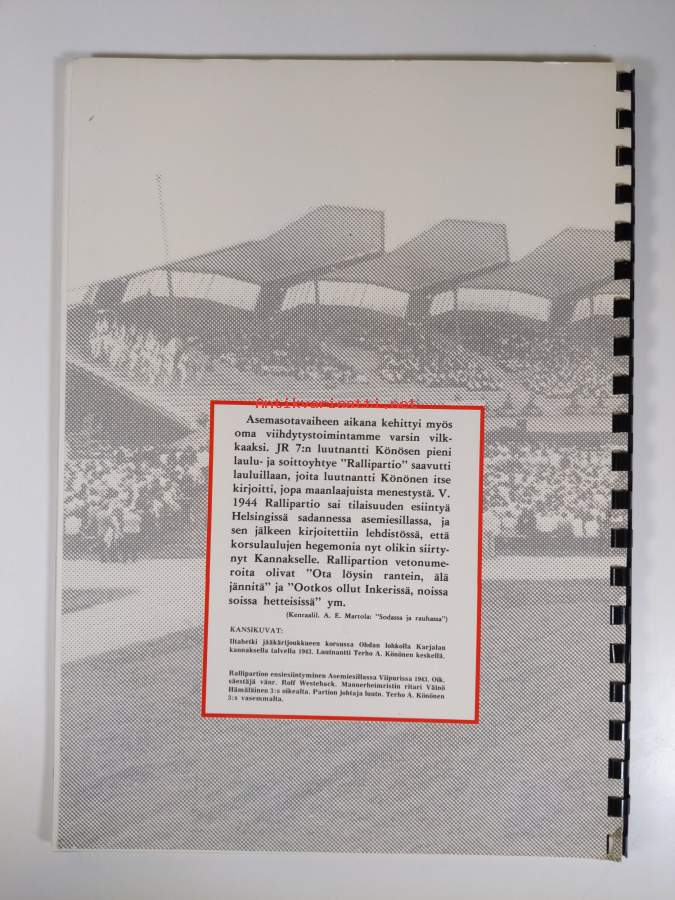 Antikvariaatti.net
Asemasotavaiheen aikana kehittyi myös
oma viihdytystoimintamme varsin vilk-
kaaksi. JR 7:n luutnantti Könösen pieni
laulu- ja soittoyhtye "Rallipartio" saavutti
lauluillaan, joita luutnantti Könönen itse
kirjoitti, jopa maanlaajuista menestystä. V.
1944 Rallipartio sai tilaisuuden esiintyä
Helsingissä sadannessa asemiesillassa, ja
sen jälkeen kirjoitettiin lehdistössä, että
korsulaulujen hegemonia nyt olikin siirty-
nyt Kannakselle. Rallipartion vetonume-
roita olivat "Ota löysin rantein, älä
jännitä" ja "Ootkos ollut Inkerissä, noissa
soissa hetteisissä" ym.
(Kenraalil. A. E. Martola: "Sodassa ja rauhassa")
KANSIKUVAT:
Iltahetki jääkärijoukkueen korsussa Ohdan lohkolla Karjalan
kannaksella talvella 1943. Luutnantti Terho A. Könönen keskellä.
Rallipartion ensiesiintyminen Asemiesillassa Viipurissa 1943. Oik.
säestäjä vänr. Rolf Westeback. Mannerheimristin ritari Väinö
Hämäläinen 3:s oikealta. Partion johtaja luutn. Terho A. Könönen
3:s vasemmalta.